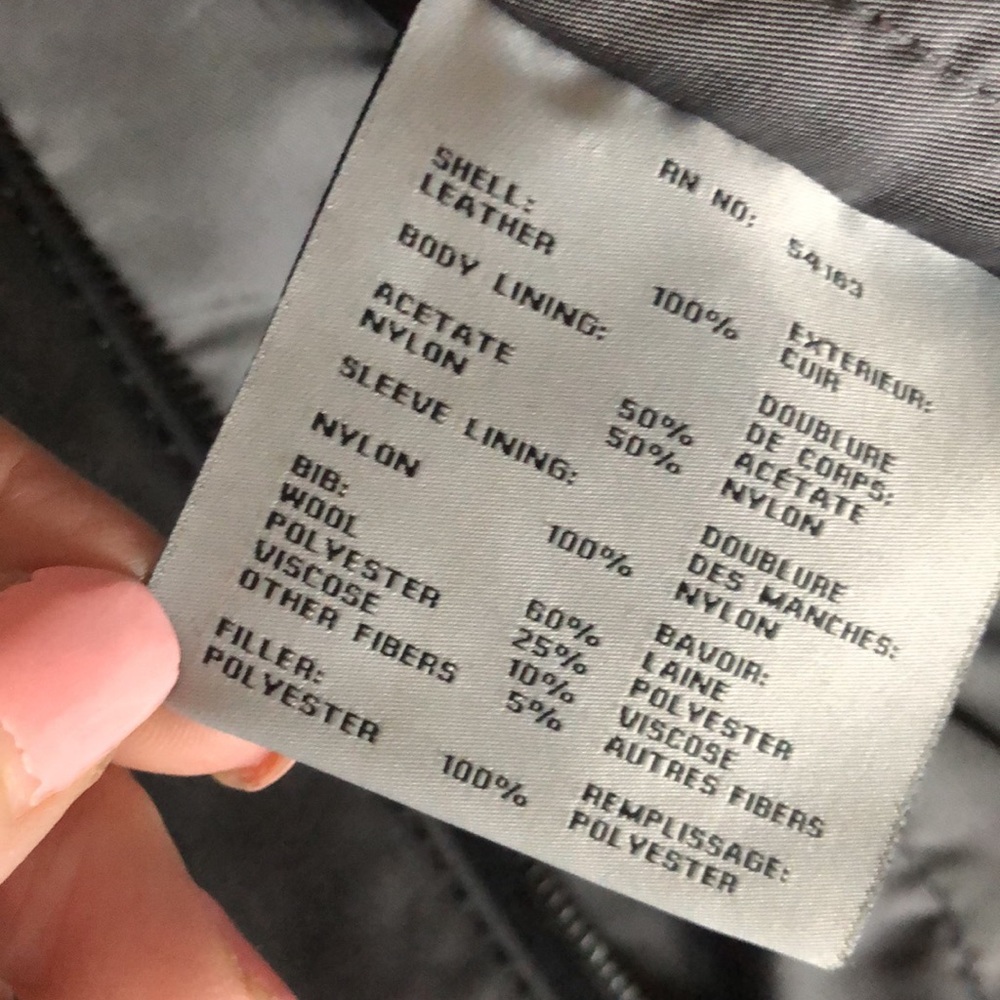 RN NO: 54163
SHELL:
LEATHER 100%
BODY LINING:
ACETATE 50%
NYLON 50%
SLEEVE LINING:
NYLON 100%
BIB:
WOOL 60%
POLYESTER 25%
VISCOSE 10%
OTHER FIBERS 5%
FILLER:
POLYESTER 100%
EXTERIEUR:
CUIR
DOUBLURE
DE CORPS:
ACÉTATE
NYLON
DOUBLURE
DES MANCHES:
NYLON
BAVOIR:
LAINE
POLYESTER
VISCOSE
AUTRES FIBERS
REMPLISSAGE:
POLYESTER